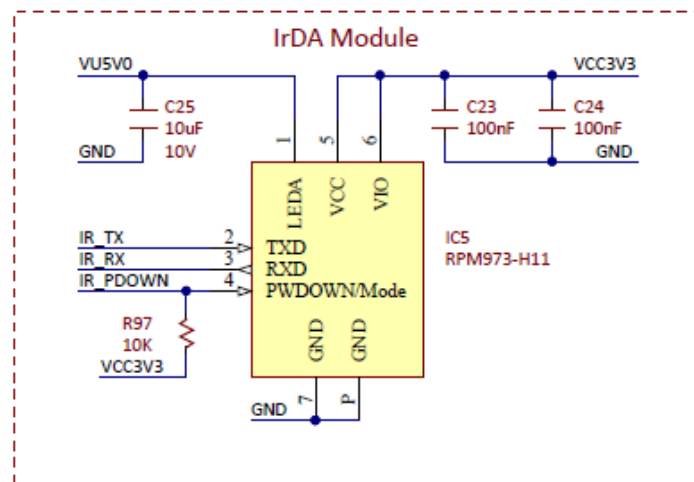 IrDA Module
VU5V0
VCC3V3
C25
10uF
10V
C23
100nF
C24
100nF
GND
GND
1
5
6
LEDA
VCC
VIO
IR_TX
2
TXD
IR_RX
3
RXD
IR_PDOWN
4
PWDOWN/Mode
IC5
RPM973-H11
R97
10K
VCC3V3
GND
GND
GND
7
P